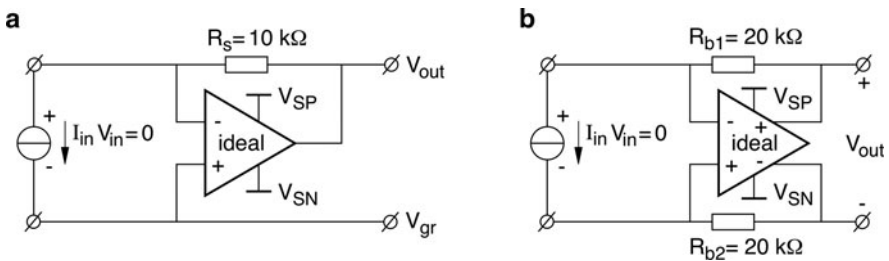 a
R_s = 10 kΩ
V_out
-
V_SP
+
I_in V_in = 0
ideal
-
+
V_SN
V_gr
b
R_b1 = 20 kΩ
+
-
V_SP
+
+
I_in V_in = 0
ideal
V_out
-
+
-
V_SN
-
R_b2 = 20 kΩ